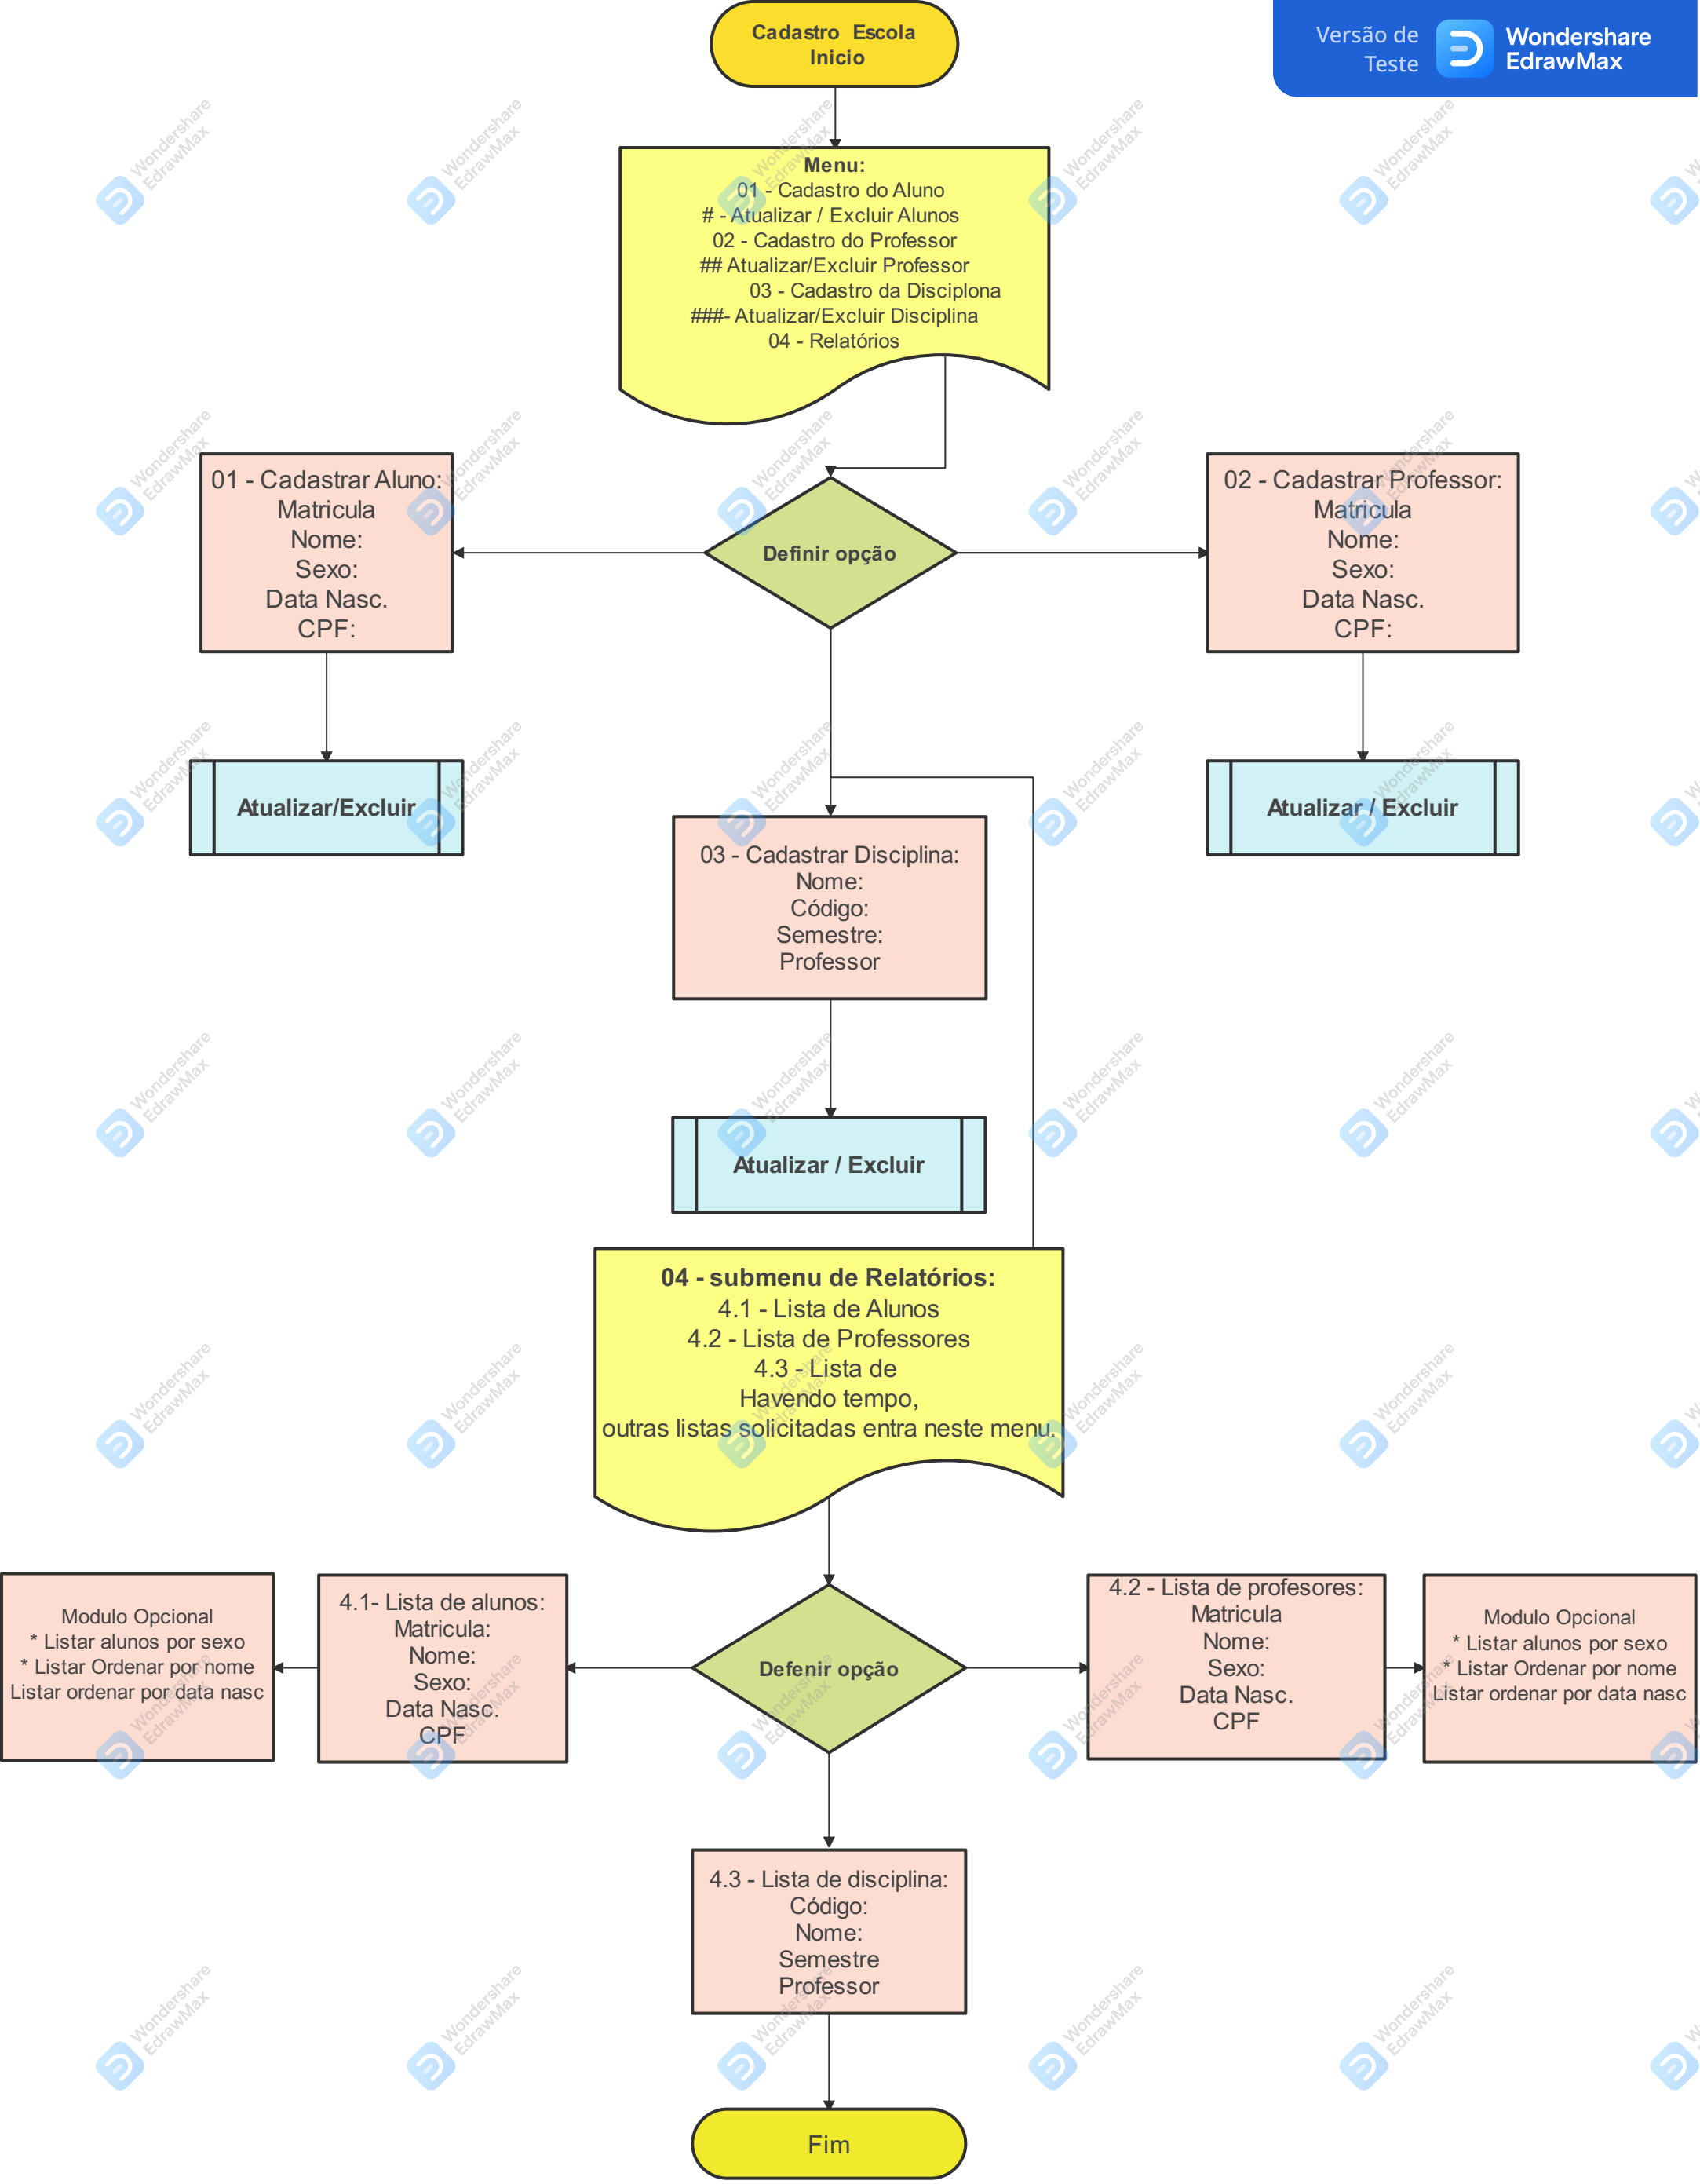 Cadastro Escola
Inicio
Versão de
Teste
Wondershare
EdrawMax
Menu:
01 - Cadastro do Aluno
# - Atualizar / Excluir Alunos
02 - Cadastro do Professor
## Atualizar/Excluir Professor
03 - Cadastro da Disciplona
###- Atualizar/Excluir Disciplina
04 - Relatórios
01 - Cadastrar Aluno:
Matricula
Nome:
Sexo:
Data Nasc.
CPF:
Definir opção
02 - Cadastrar Professor:
Matricula
Nome:
Sexo:
Data Nasc.
CPF:
Atualizar/Excluir
Atualizar / Excluir
03 - Cadastrar Disciplina:
Nome:
Código:
Semestre:
Professor
Atualizar / Excluir
04 - submenu de Relatórios:
4.1 - Lista de Alunos
4.2 - Lista de Professores
4.3 - Lista de
Havendo tempo,
outras listas solicitadas entra neste menu.
Modulo Opcional
* Listar alunos por sexo
* Listar Ordenar por nome
Listar ordenar por data nasc
4.1- Lista de alunos:
Matricula:
Nome:
Sexo:
Data Nasc.
CPF
Defenir opção
4.2 - Lista de profesores:
Matricula
Nome:
Sexo:
Data Nasc.
CPF
Modulo Opcional
* Listar alunos por sexo
* Listar Ordenar por nome
Listar ordenar por data nasc
4.3 - Lista de disciplina:
Código:
Nome:
Semestre
Professor
Fim